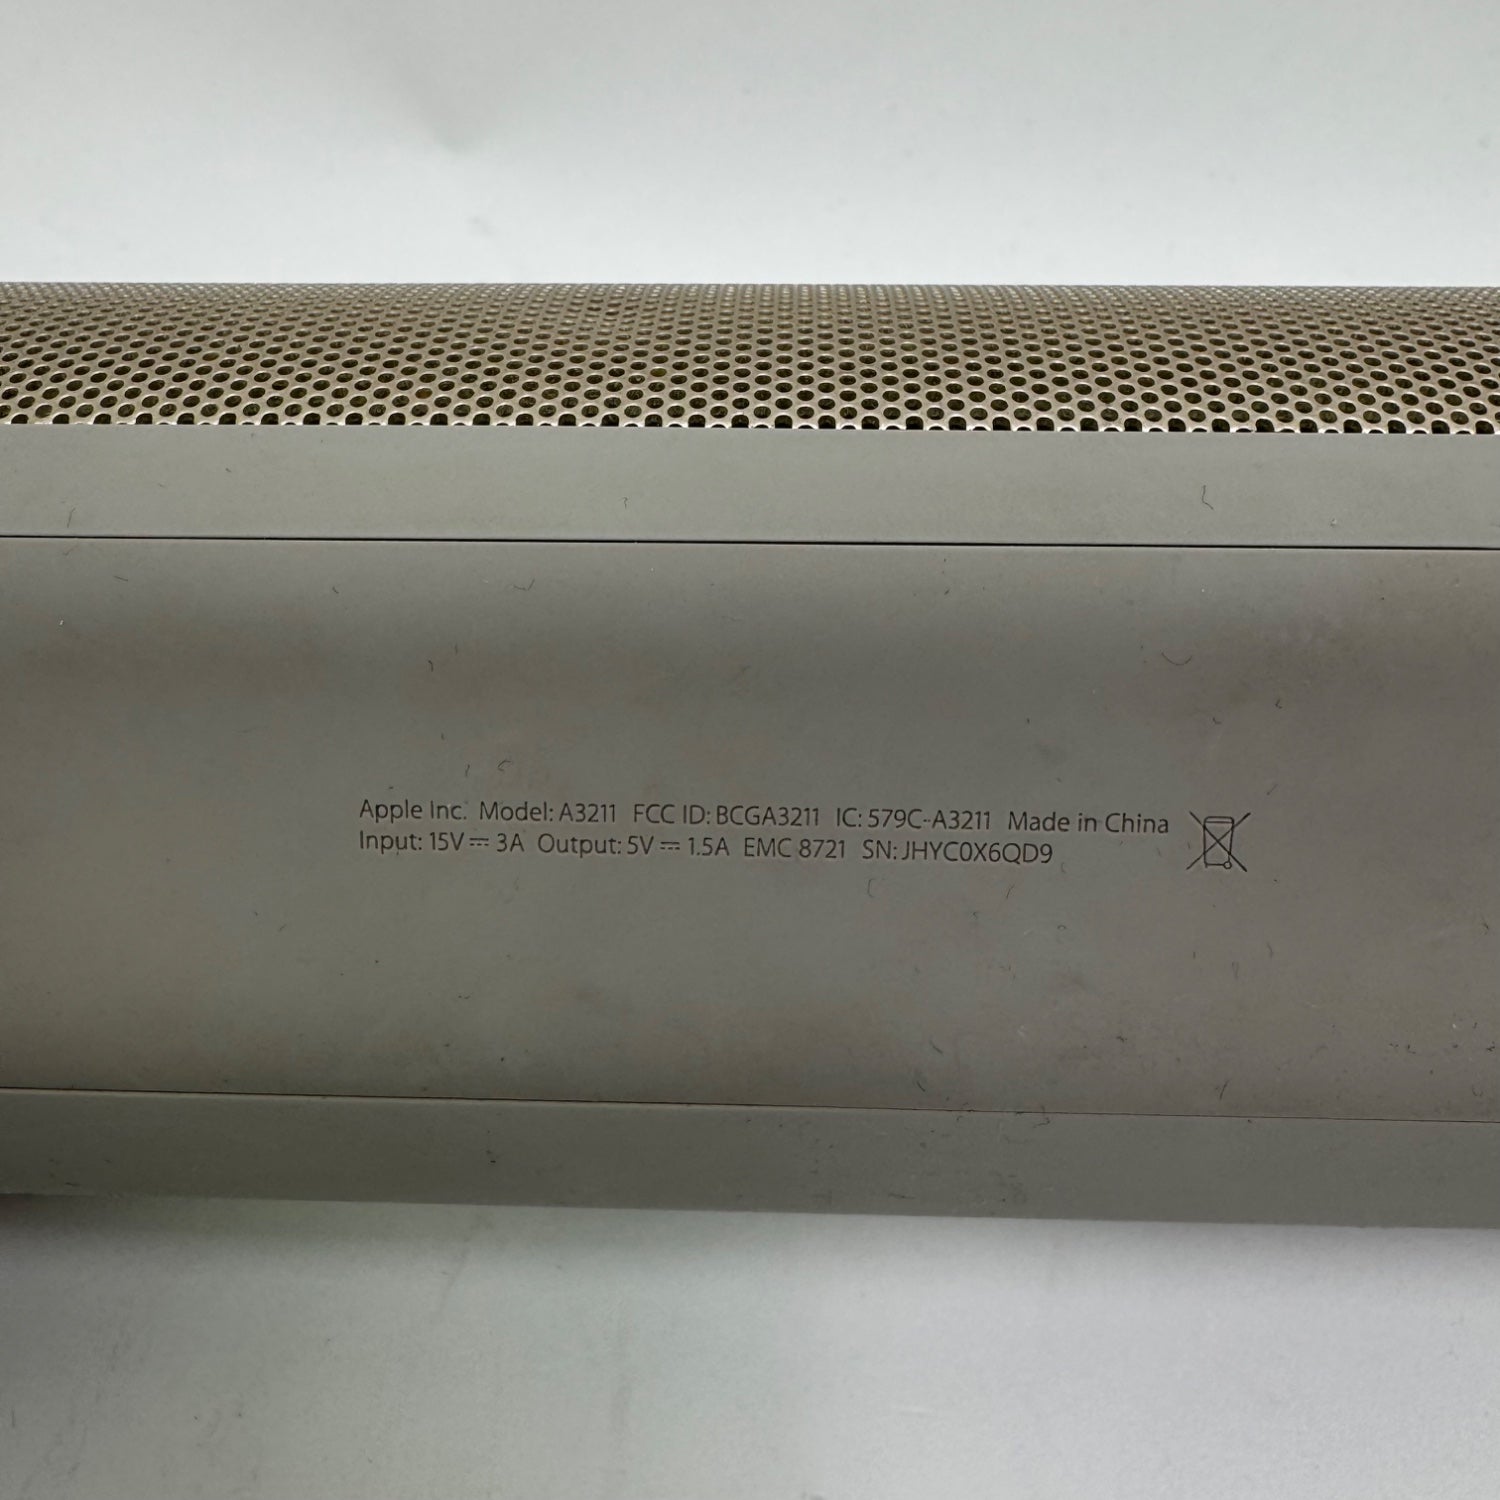 Apple Inc. Model: A3211 FCC ID: BCGA3211 IC: 579C-A3211 Made in China
Input: 15V⎓3A Output: 5V⎓1.5A EMC 8721 SN: JHYC0X6QD9